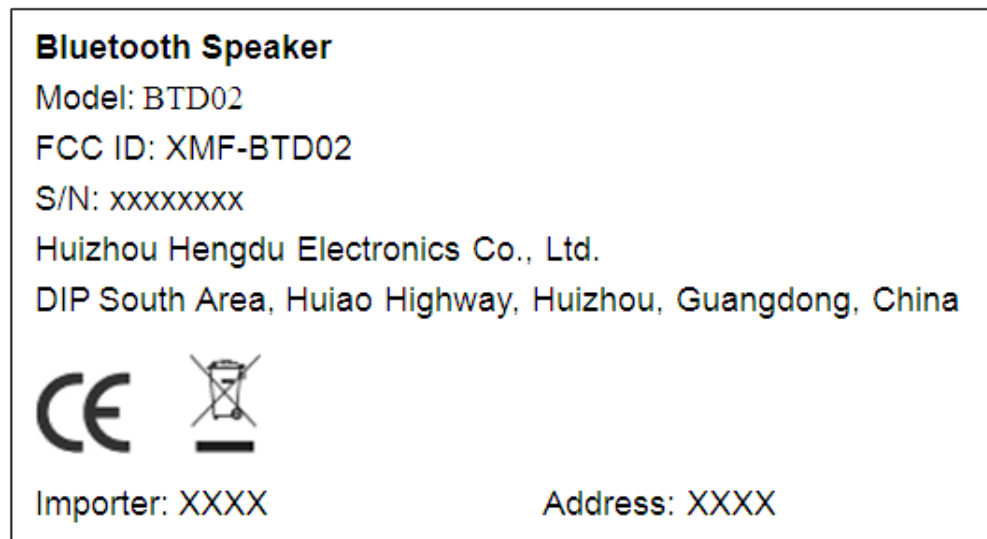 Bluetooth Speaker
Model: BTD02
FCC ID: XMF-BTD02
S/N: xxxxxxxx
Huizhou Hengdu Electronics Co., Ltd.
DIP South Area, Huiao Highway, Huizhou, Guangdong, China
CE
Importer: XXXX Address: XXXX